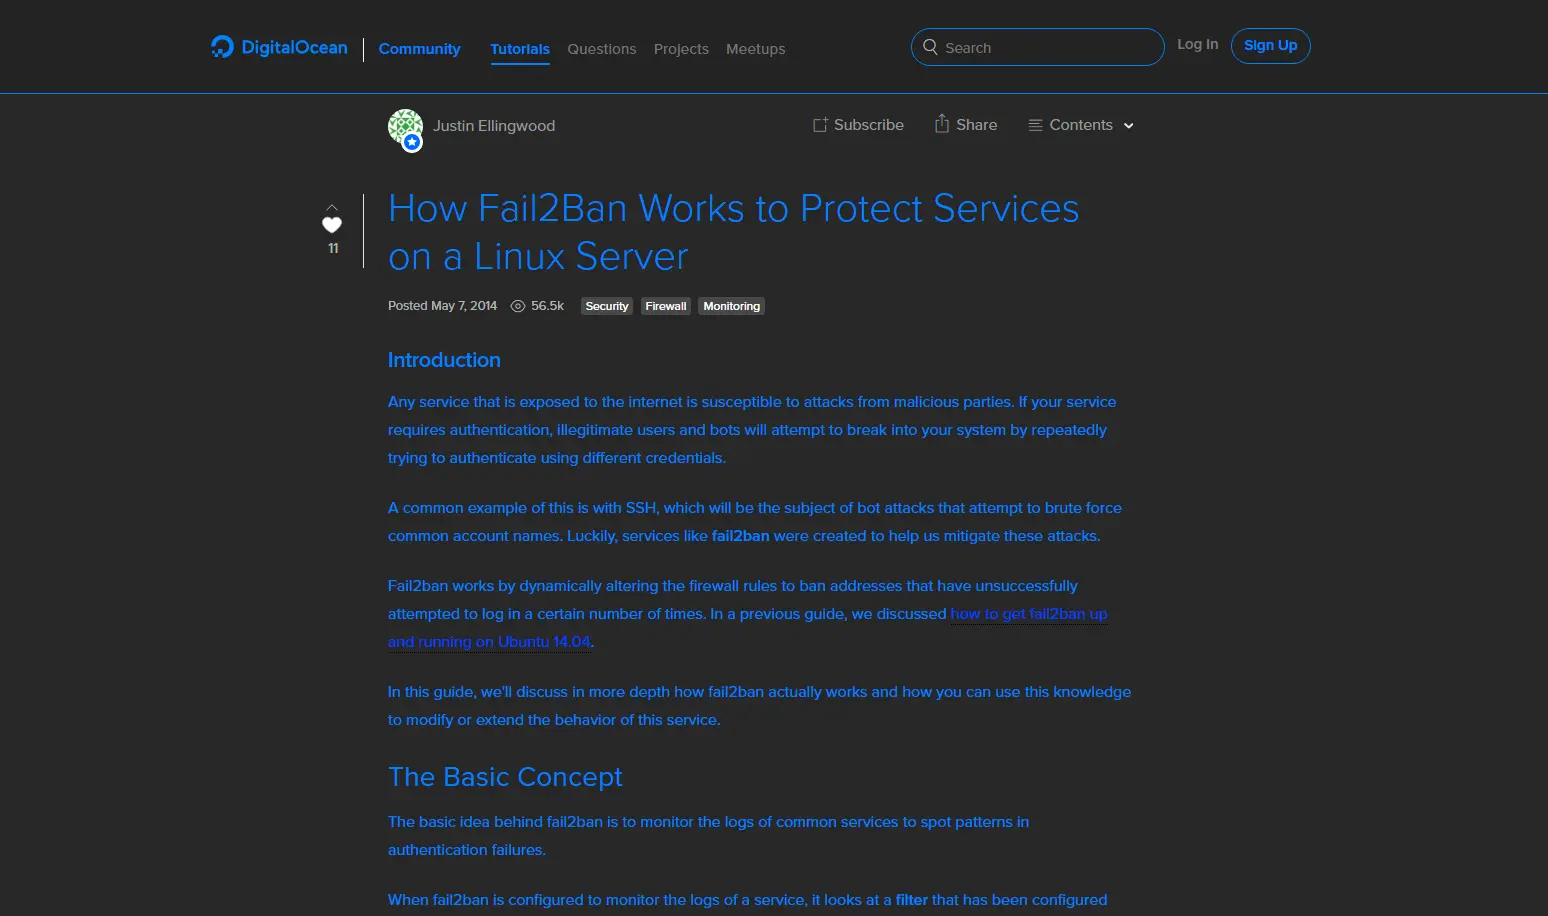 DigitalOcean Community Tutorials Questions Projects Meetups Search Log In Sign Up
Justin Ellingwood Subscribe Share Contents
How Fail2Ban Works to Protect Services
on a Linux Server
11
Posted May 7, 2014 56.5k Security Firewall Monitoring
Introduction
Any service that is exposed to the internet is susceptible to attacks from malicious parties. If your service
requires authentication, illegitimate users and bots will attempt to break into your system by repeatedly
trying to authenticate using different credentials.
A common example of this is with SSH, which will be the subject of bot attacks that attempt to brute force
common account names. Luckily, services like fail2ban were created to help us mitigate these attacks.
Fail2ban works by dynamically altering the firewall rules to ban addresses that have unsuccessfully
attempted to log in a certain number of times. In a previous guide, we discussed how to get fail2ban up
and running on Ubuntu 14.04.
In this guide, we'll discuss in more depth how fail2ban actually works and how you can use this knowledge
to modify or extend the behavior of this service.
The Basic Concept
The basic idea behind fail2ban is to monitor the logs of common services to spot patterns in
authentication failures.
When fail2ban is configured to monitor the logs of a service, it looks at a filter that has been configured